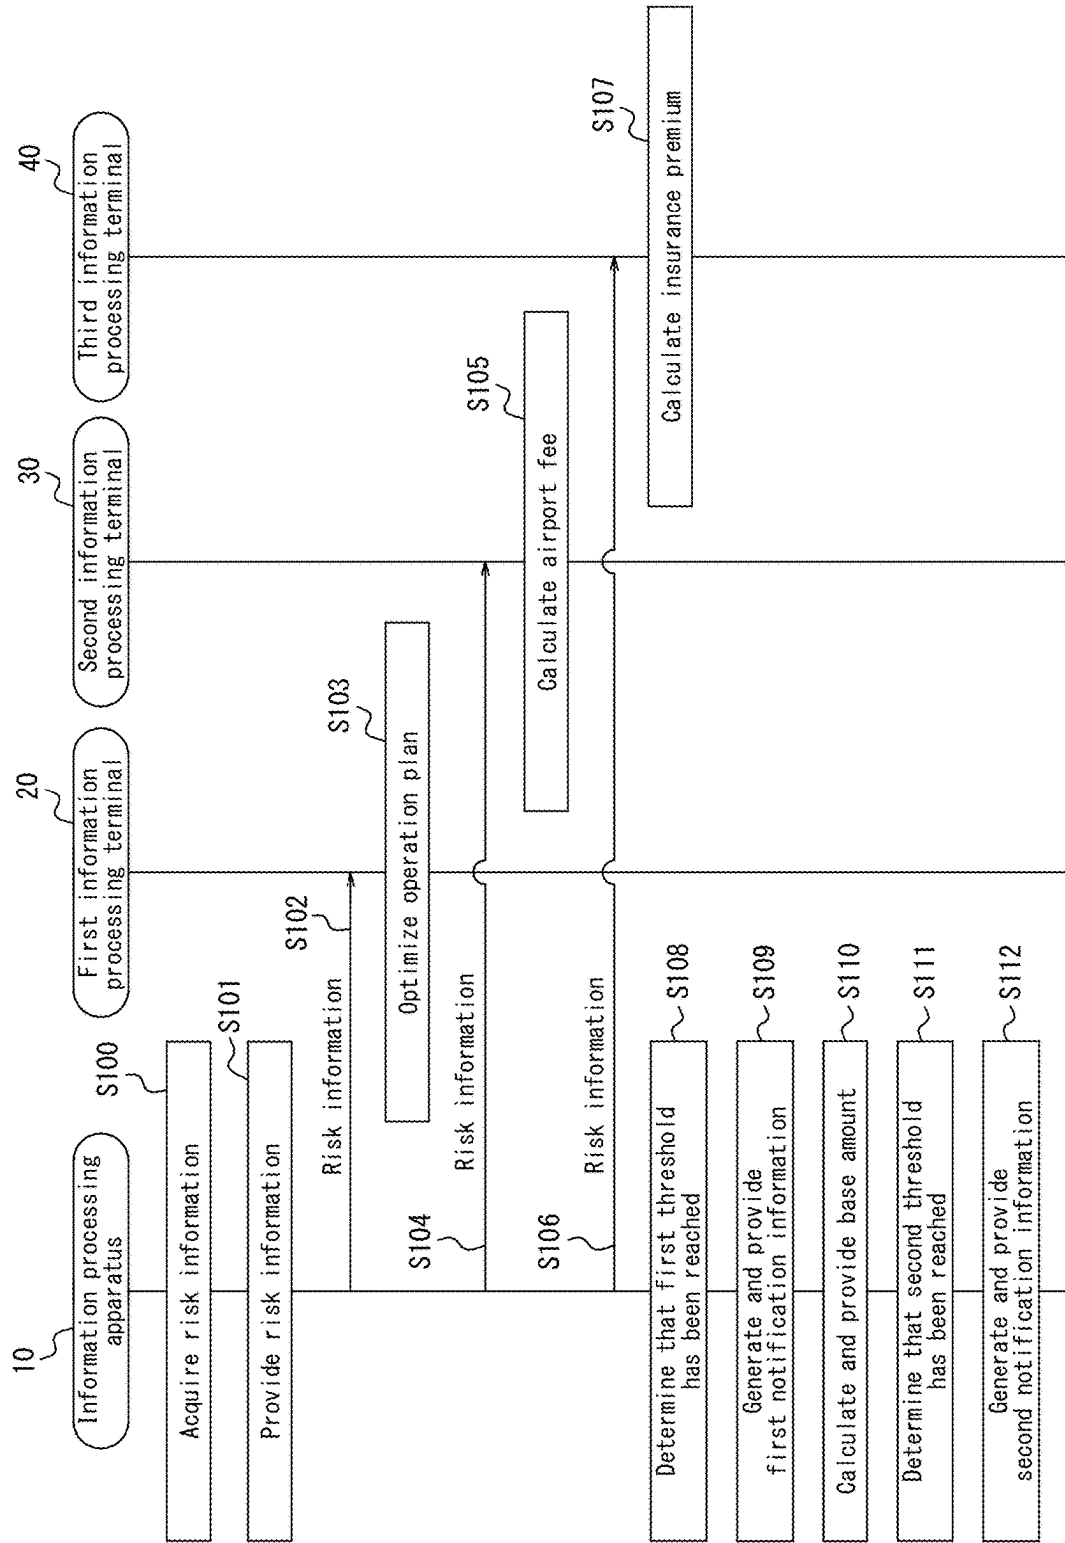 10
Information processing
apparatus
20
First information
processing terminal
30
Second information
processing terminal
40
Third information
processing terminal
S100
Acquire risk information
S101
Provide risk information
Risk information
S102
S103
Optimize operation plan
S104
Risk information
S105
Calculate airport fee
S106
Risk information
S107
Calculate insurance premium
Determine that first threshold
has been reached
S108
Generate and provide
first notification information
S109
Calculate and provide base amount
S110
Determine that second threshold
has been reached
S111
Generate and provide
second notification information
S112